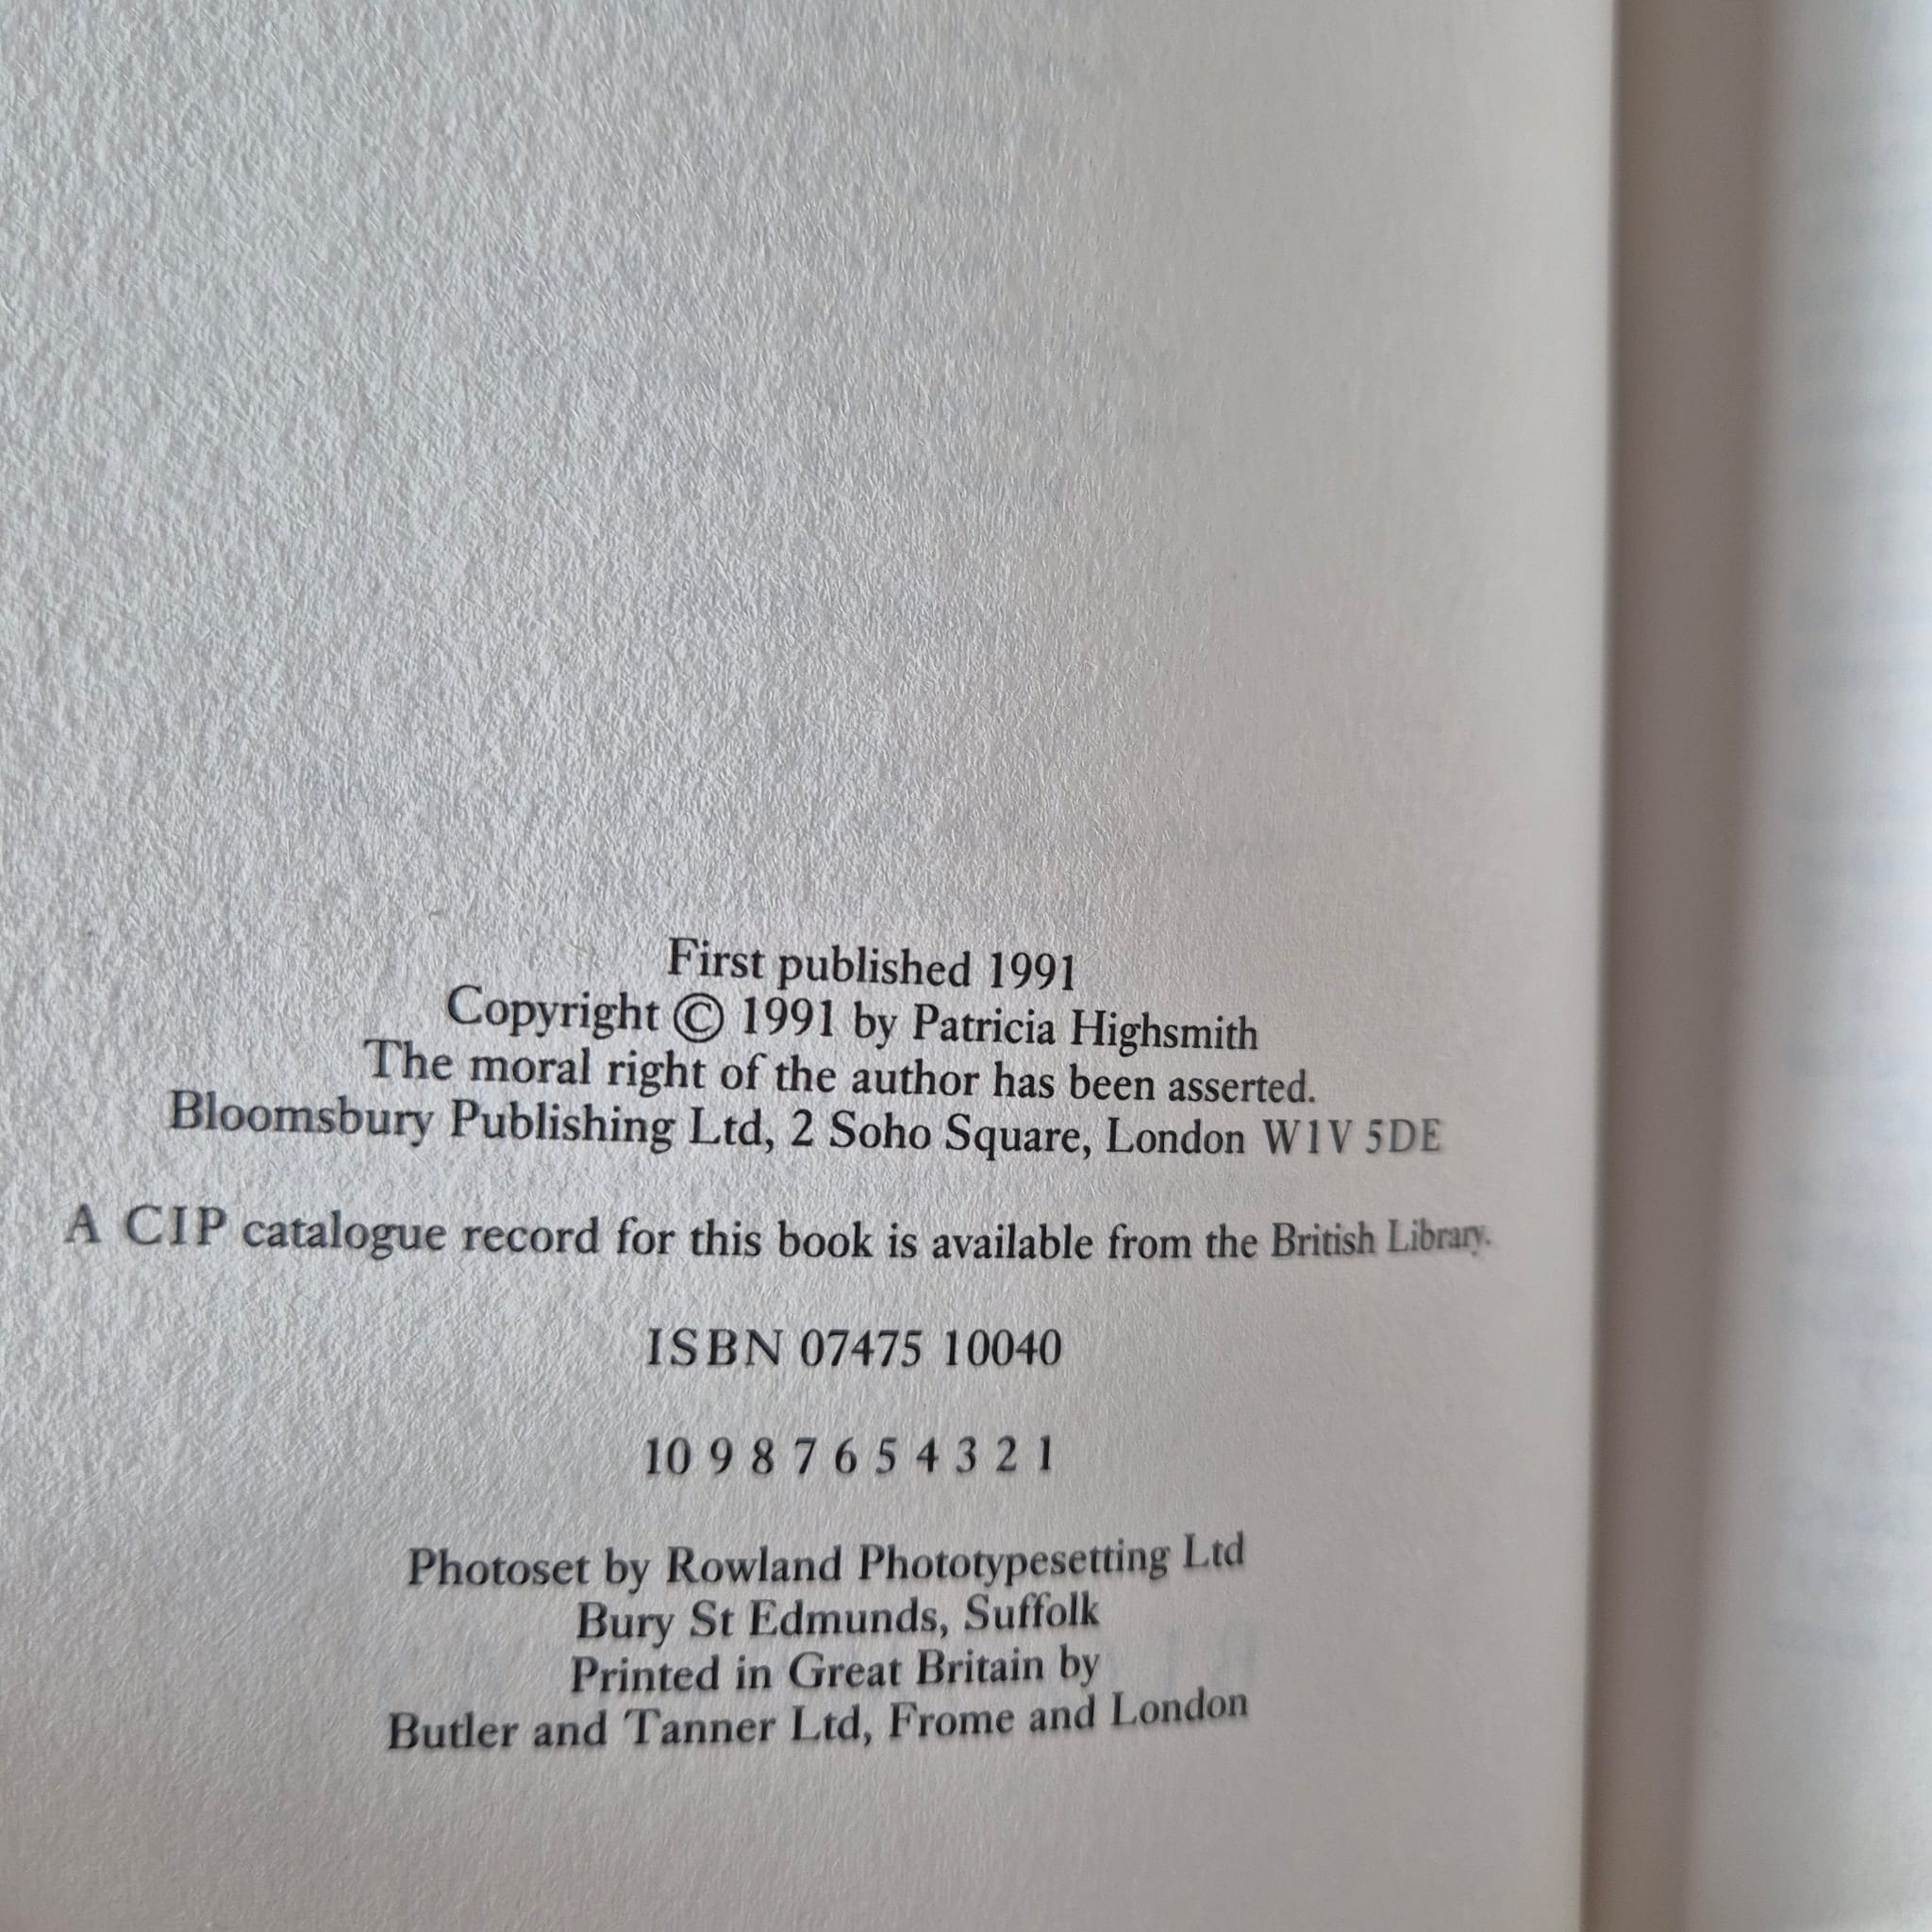 First published 1991
Copyright © 1991 by Patricia Highsmith
The moral right of the author has been asserted.
Bloomsbury Publishing Ltd, 2 Soho Square, London W1V 5DE
A CIP catalogue record for this book is available from the British Library.
ISBN 07475 10040
10 9 8 7 6 5 4 3 2 1
Photoset by Rowland Phototypesetting Ltd
Bury St Edmunds, Suffolk
Printed in Great Britain by
Butler and Tanner Ltd, Frome and London